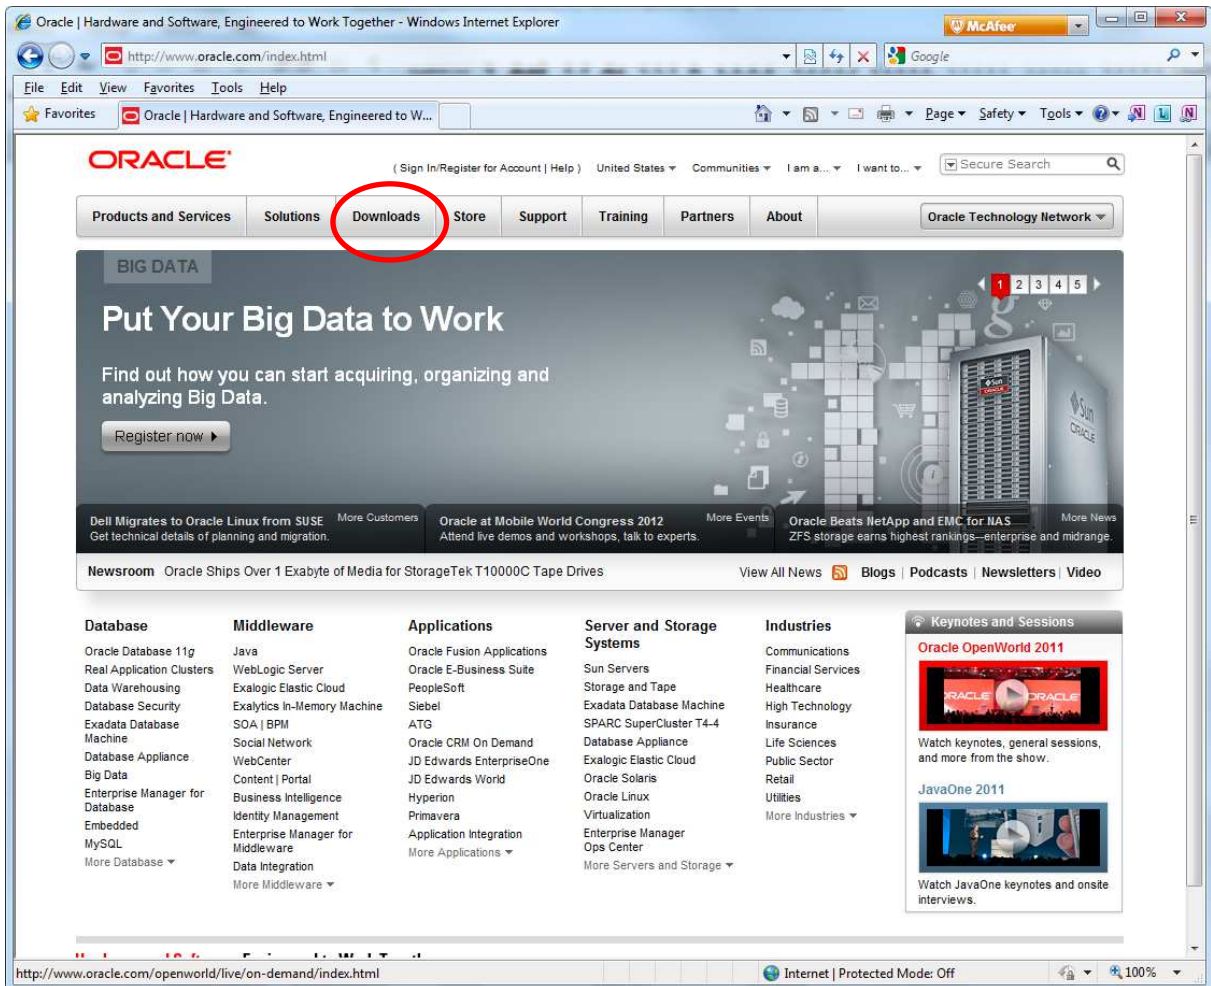 Oracle | Hardware and Software, Engineered to Work Together - Windows Internet Explorer
McAfee
http://www.oracle.com/index.html
Google
File Edit View Favorites Tools Help
Favorites Oracle | Hardware and Software, Engineered to W... Page Safety Tools
ORACLE
( Sign In/Register for Account | Help ) United States Communities I am a... I want to... Secure Search
Products and Services Solutions Downloads Store Support Training Partners About Oracle Technology Network
BIG DATA
1 2 3 4 5
Put Your Big Data to Work
Find out how you can start acquiring, organizing and
analyzing Big Data.
Register now
Sun
ORACLE
Sun
ORACLE
Dell Migrates to Oracle Linux from SUSE More Customers
Get technical details of planning and migration.
Oracle at Mobile World Congress 2012 More Events
Attend live demos and workshops, talk to experts.
Oracle Beats NetApp and EMC for NAS More News
ZFS storage earns highest rankings—enterprise and midrange.
Newsroom Oracle Ships Over 1 Exabyte of Media for StorageTek T10000C Tape Drives View All News Blogs | Podcasts | Newsletters | Video
Database
Oracle Database 11g
Real Application Clusters
Data Warehousing
Database Security
Exadata Database
Machine
Database Appliance
Big Data
Enterprise Manager for
Database
Embedded
MySQL
More Database
Middleware
Java
WebLogic Server
Exalogic Elastic Cloud
Exalytics In-Memory Machine
SOA | BPM
Social Network
WebCenter
Content | Portal
Business Intelligence
Identity Management
Enterprise Manager for
Middleware
Data Integration
More Middleware
Applications
Oracle Fusion Applications
Oracle E-Business Suite
PeopleSoft
Siebel
ATG
Oracle CRM On Demand
JD Edwards EnterpriseOne
JD Edwards World
Hyperion
Primavera
Application Integration
More Applications
Server and Storage
Systems
Sun Servers
Storage and Tape
Exadata Database Machine
SPARC SuperCluster T4-4
Database Appliance
Exalogic Elastic Cloud
Oracle Solaris
Oracle Linux
Virtualization
Enterprise Manager
Ops Center
More Servers and Storage
Industries
Communications
Financial Services
Healthcare
High Technology
Insurance
Life Sciences
Public Sector
Retail
Utilities
More Industries
Keynotes and Sessions
Oracle OpenWorld 2011
ORACLE ORACLE
Watch keynotes, general sessions,
and more from the show.
JavaOne 2011
Watch JavaOne keynotes and onsite
interviews.
http://www.oracle.com/openworld/live/on-demand/index.html Internet | Protected Mode: Off 100%